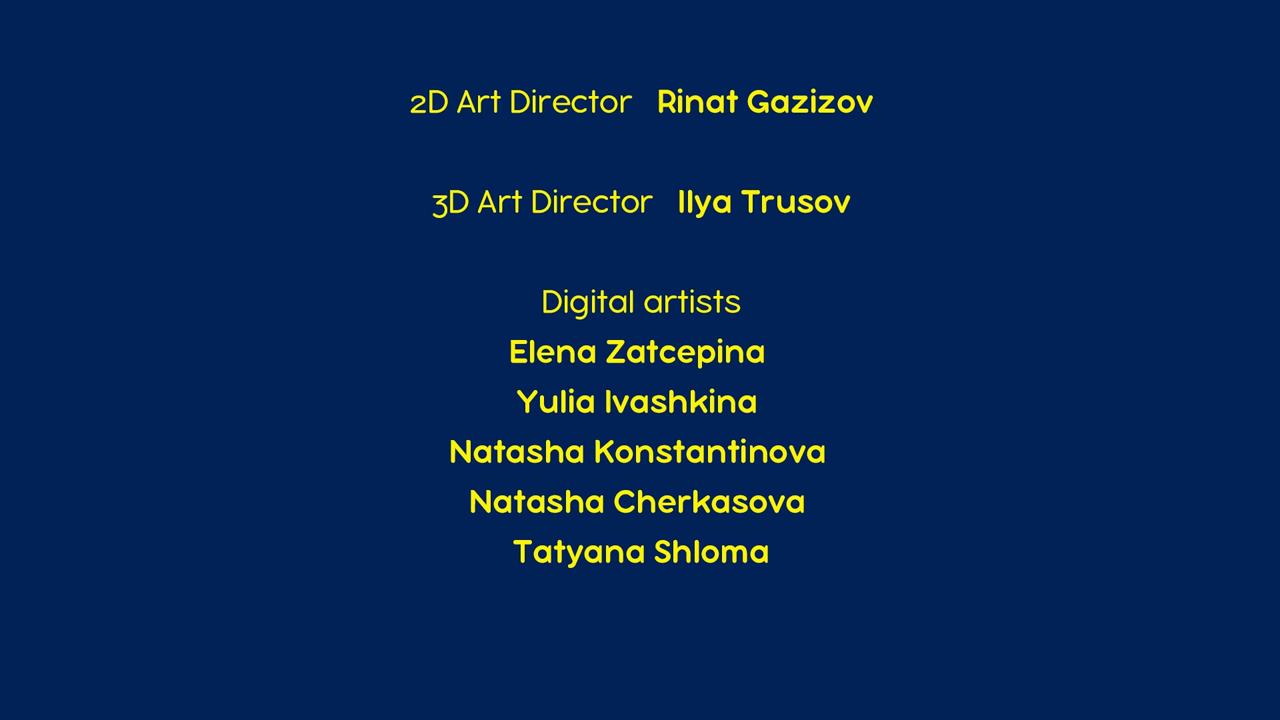 2D Art Director Rinat Gazizov
3D Art Director Ilya Trusov
Digital artists
Elena Zatcepina
Yulia Ivashkina
Natasha Konstantinova
Natasha Cherkasova
Tatyana Shloma